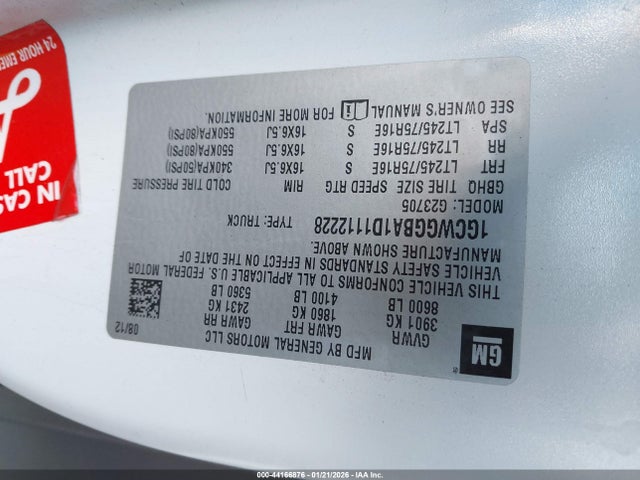 GM
MFD BY GENERAL MOTORS LLC
08/12
GVWR GAWR FRT GAWR RR
3901 KG 1860 KG 2431 KG
8600 LB 4100 LB 5360 LB
THIS VEHICLE CONFORMS TO ALL APPLICABLE U.S. FEDERAL MOTOR
VEHICLE SAFETY STANDARDS IN EFFECT ON THE DATE OF
MANUFACTURE SHOWN ABOVE.
1GCWGGBA1D1112228 TYPE: TRUCK
MODEL: G23705
GBHQ TIRE SIZE SPEED RTG RIM COLD TIRE PRESSURE
FRT LT245/75R16E S 16X6.5J 340KPA(50PSI)
RR LT245/75R16E S 16X6.5J 550KPA(80PSI)
SPA LT245/75R16E S 16X6.5J 550KPA(80PSI)
SEE OWNER'S MANUAL FOR MORE INFORMATION.
IN CAS
CALL
24 HOUR EME
000-44166876 - 01/21/2026 - IAAI, Inc.